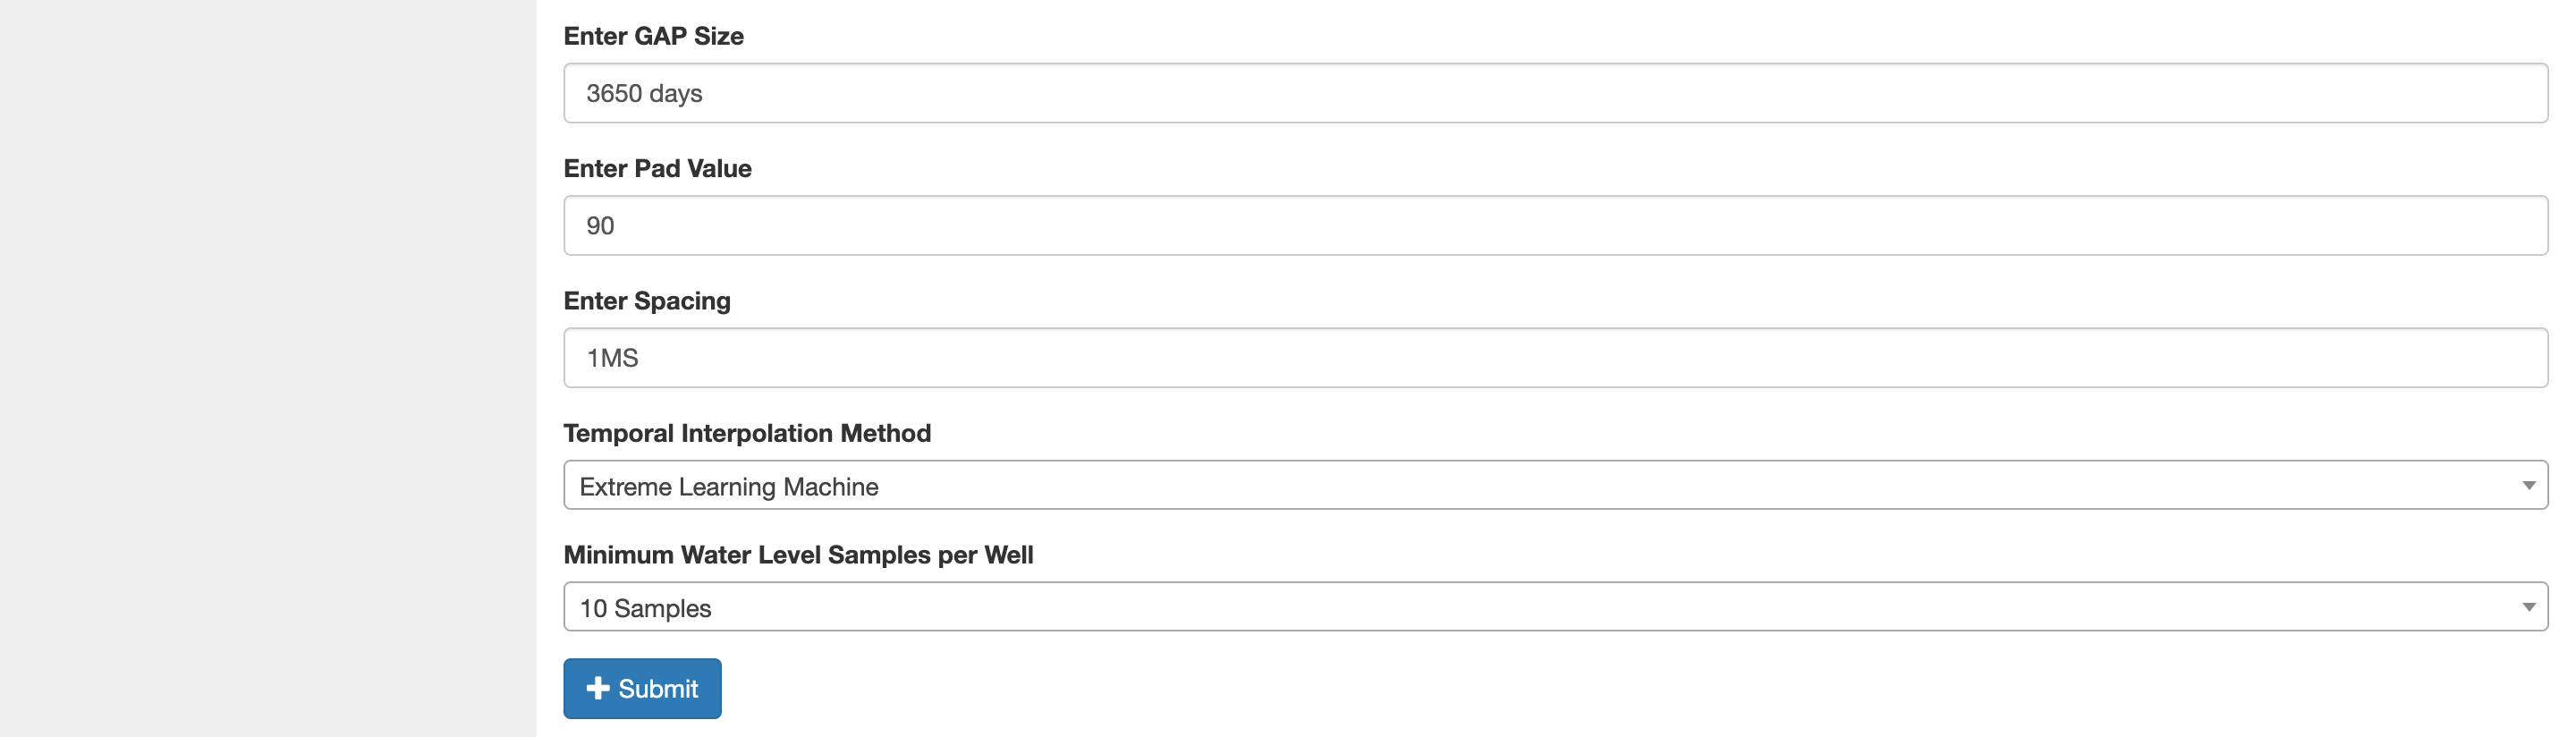 Enter GAP Size
3650 days
Enter Pad Value
90
Enter Spacing
1MS
Temporal Interpolation Method
Extreme Learning Machine
Minimum Water Level Samples per Well
10 Samples
Submit